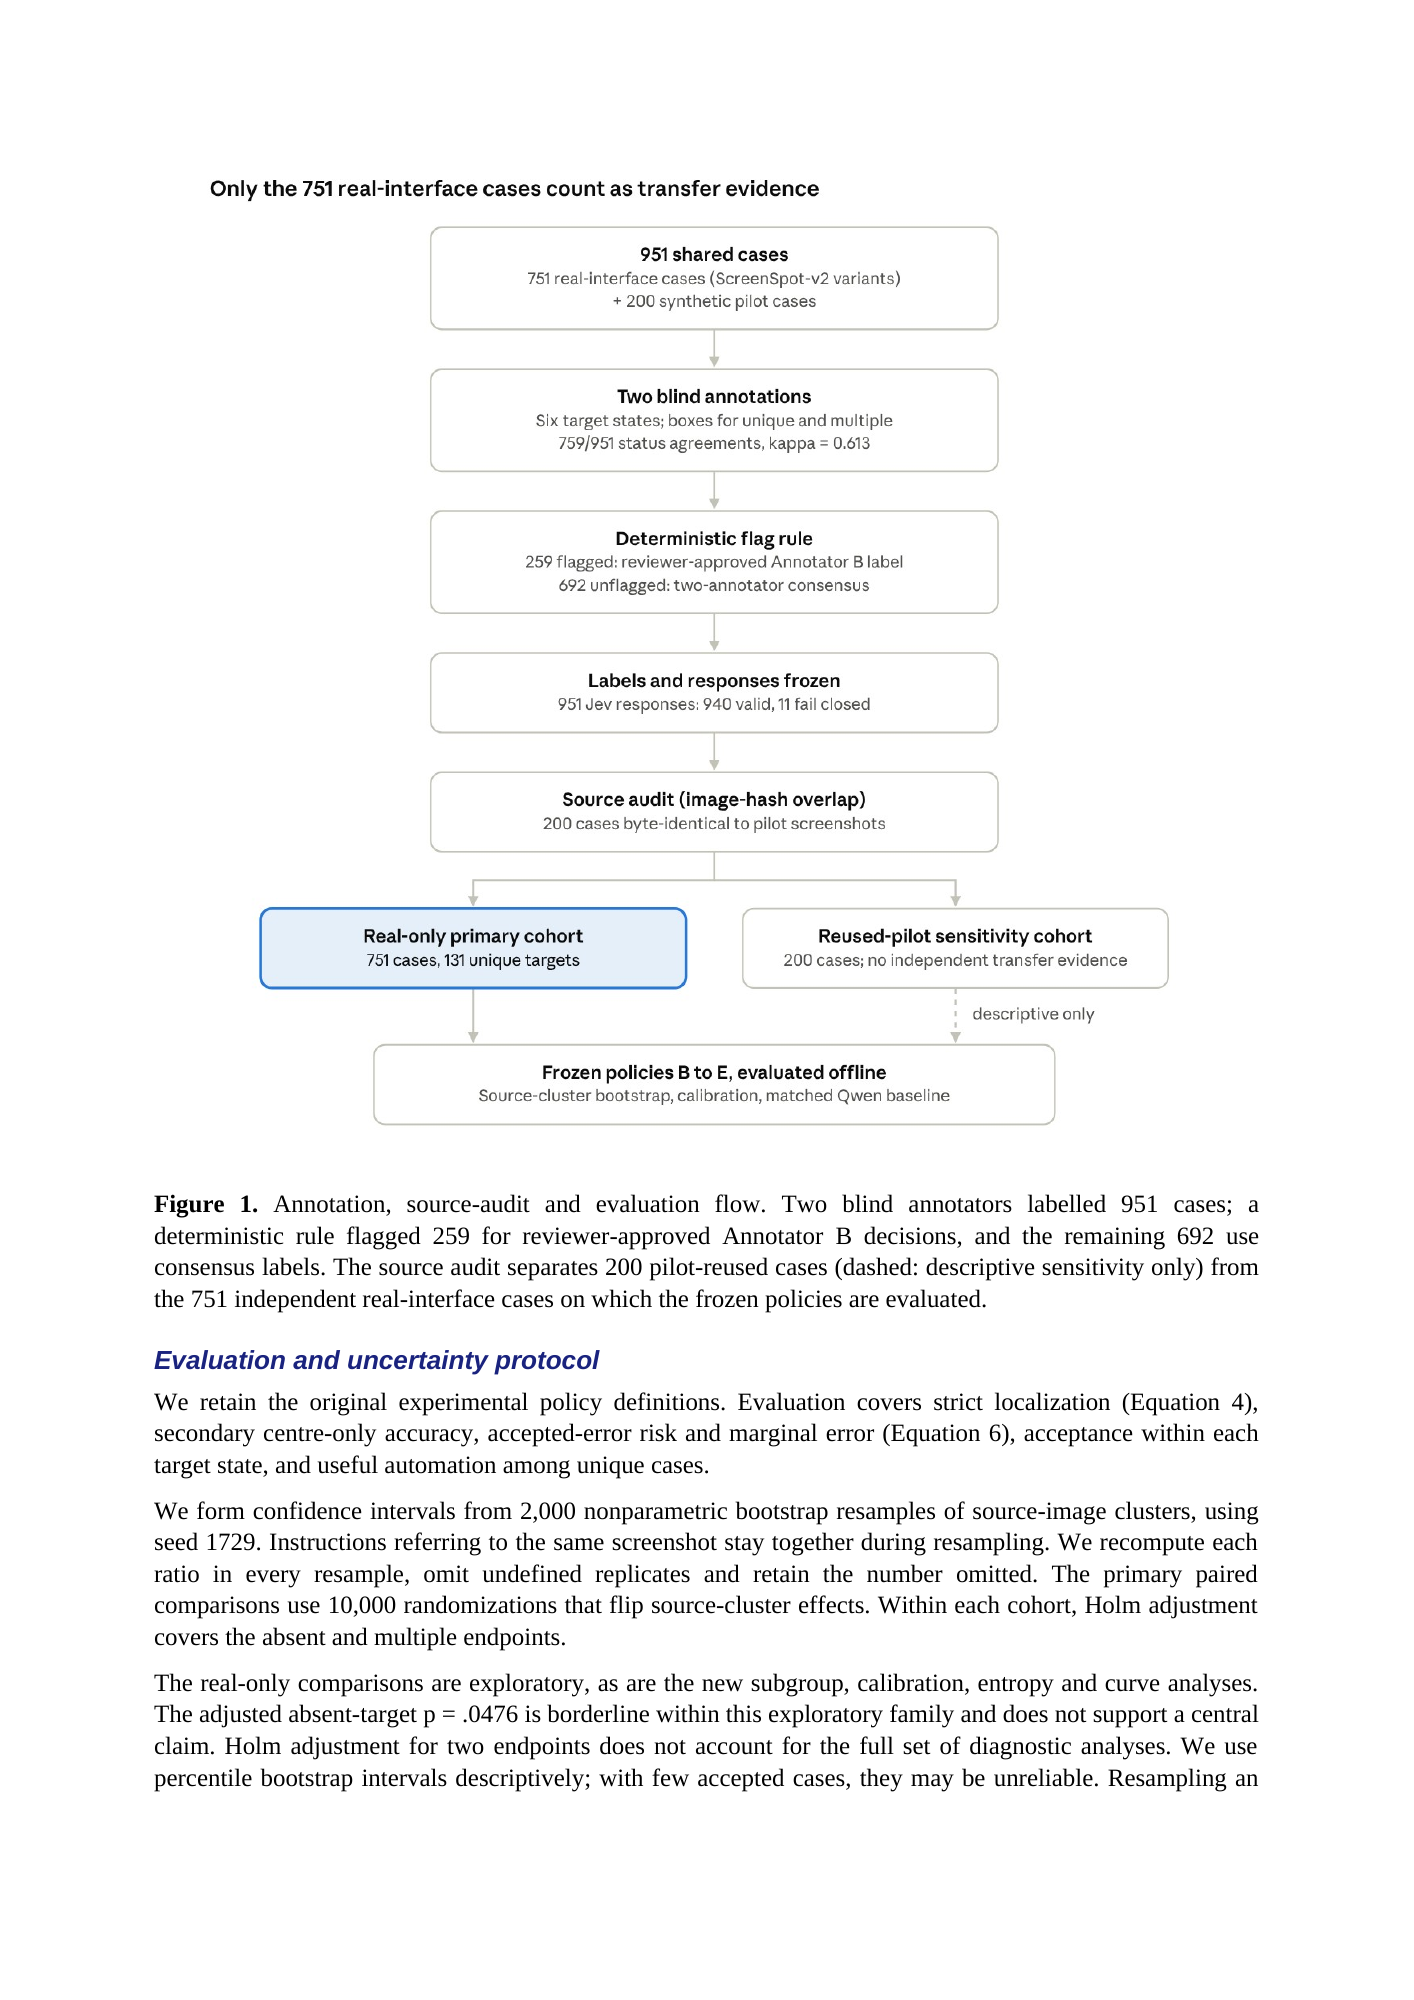 Only the 751 real-interface cases count as transfer evidence
951 shared cases
751 real-interface cases (ScreenSpot-v2 variants)
+ 200 synthetic pilot cases
Two blind annotations
Six target states; boxes for unique and multiple
759/951 status agreements, kappa = 0.613
Deterministic flag rule
259 flagged: reviewer-approved Annotator B label
692 unflagged: two-annotator consensus
Labels and responses frozen
951 Jev responses: 940 valid, 11 fail closed
Source audit (image-hash overlap)
200 cases byte-identical to pilot screenshots
Real-only primary cohort
751 cases, 131 unique targets
Reused-pilot sensitivity cohort
200 cases; no independent transfer evidence
descriptive only
Frozen policies B to E, evaluated offline
Source-cluster bootstrap, calibration, matched Qwen baseline
Figure 1. Annotation, source-audit and evaluation flow. Two blind annotators labelled 951 cases; a
deterministic rule flagged 259 for reviewer-approved Annotator B decisions, and the remaining 692 use
consensus labels. The source audit separates 200 pilot-reused cases (dashed: descriptive sensitivity only) from
the 751 independent real-interface cases on which the frozen policies are evaluated.
Evaluation and uncertainty protocol
We retain the original experimental policy definitions. Evaluation covers strict localization (Equation 4),
secondary centre-only accuracy, accepted-error risk and marginal error (Equation 6), acceptance within each
target state, and useful automation among unique cases.
We form confidence intervals from 2,000 nonparametric bootstrap resamples of source-image clusters, using
seed 1729. Instructions referring to the same screenshot stay together during resampling. We recompute each
ratio in every resample, omit undefined replicates and retain the number omitted. The primary paired
comparisons use 10,000 randomizations that flip source-cluster effects. Within each cohort, Holm adjustment
covers the absent and multiple endpoints.
The real-only comparisons are exploratory, as are the new subgroup, calibration, entropy and curve analyses.
The adjusted absent-target p = .0476 is borderline within this exploratory family and does not support a central
claim. Holm adjustment for two endpoints does not account for the full set of diagnostic analyses. We use
percentile bootstrap intervals descriptively; with few accepted cases, they may be unreliable. Resampling an